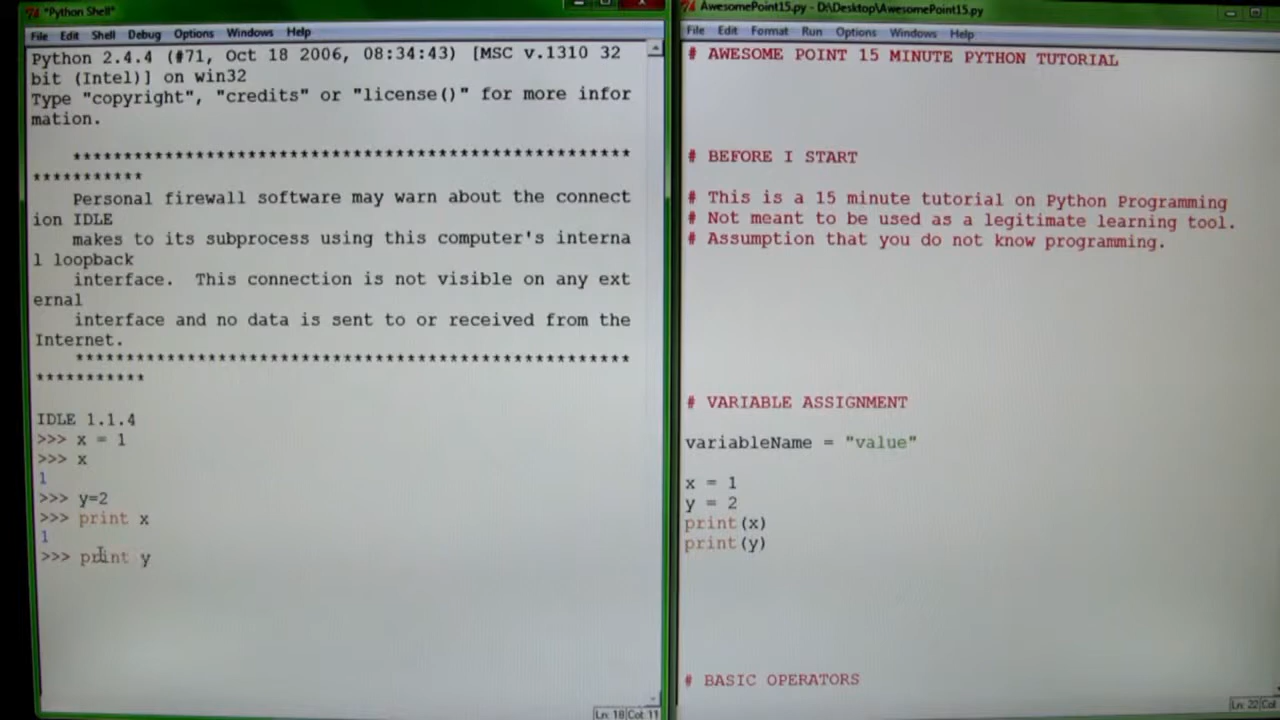 "Python Shell"
File Edit Shell Debug Options Windows Help
Python 2.4.4 (#71, Oct 18 2006, 08:34:43) [MSC v.1310 32
bit (Intel)] on win32
Type "copyright", "credits" or "license()" for more infor
mation.
*******************************************************
***********
Personal firewall software may warn about the connect
ion IDLE
makes to its subprocess using this computer's interna
l loopback
interface.  This connection is not visible on any ext
ernal
interface and no data is sent to or received from the
Internet.
*******************************************************
***********
IDLE 1.1.4
>>> x = 1
>>> x
1
>>> y=2
>>> print x
1
>>> print y
Ln: 18 Col: 11
AwesomePoint15.py - D:\Desktop\AwesomePoint15.py
File Edit Format Run Options Windows Help
# AWESOME POINT 15 MINUTE PYTHON TUTORIAL
# BEFORE I START
# This is a 15 minute tutorial on Python Programming
# Not meant to be used as a legitimate learning tool.
# Assumption that you do not know programming.
# VARIABLE ASSIGNMENT
variableName = "value"
x = 1
y = 2
print(x)
print(y)
# BASIC OPERATORS
Ln: 22 Col: